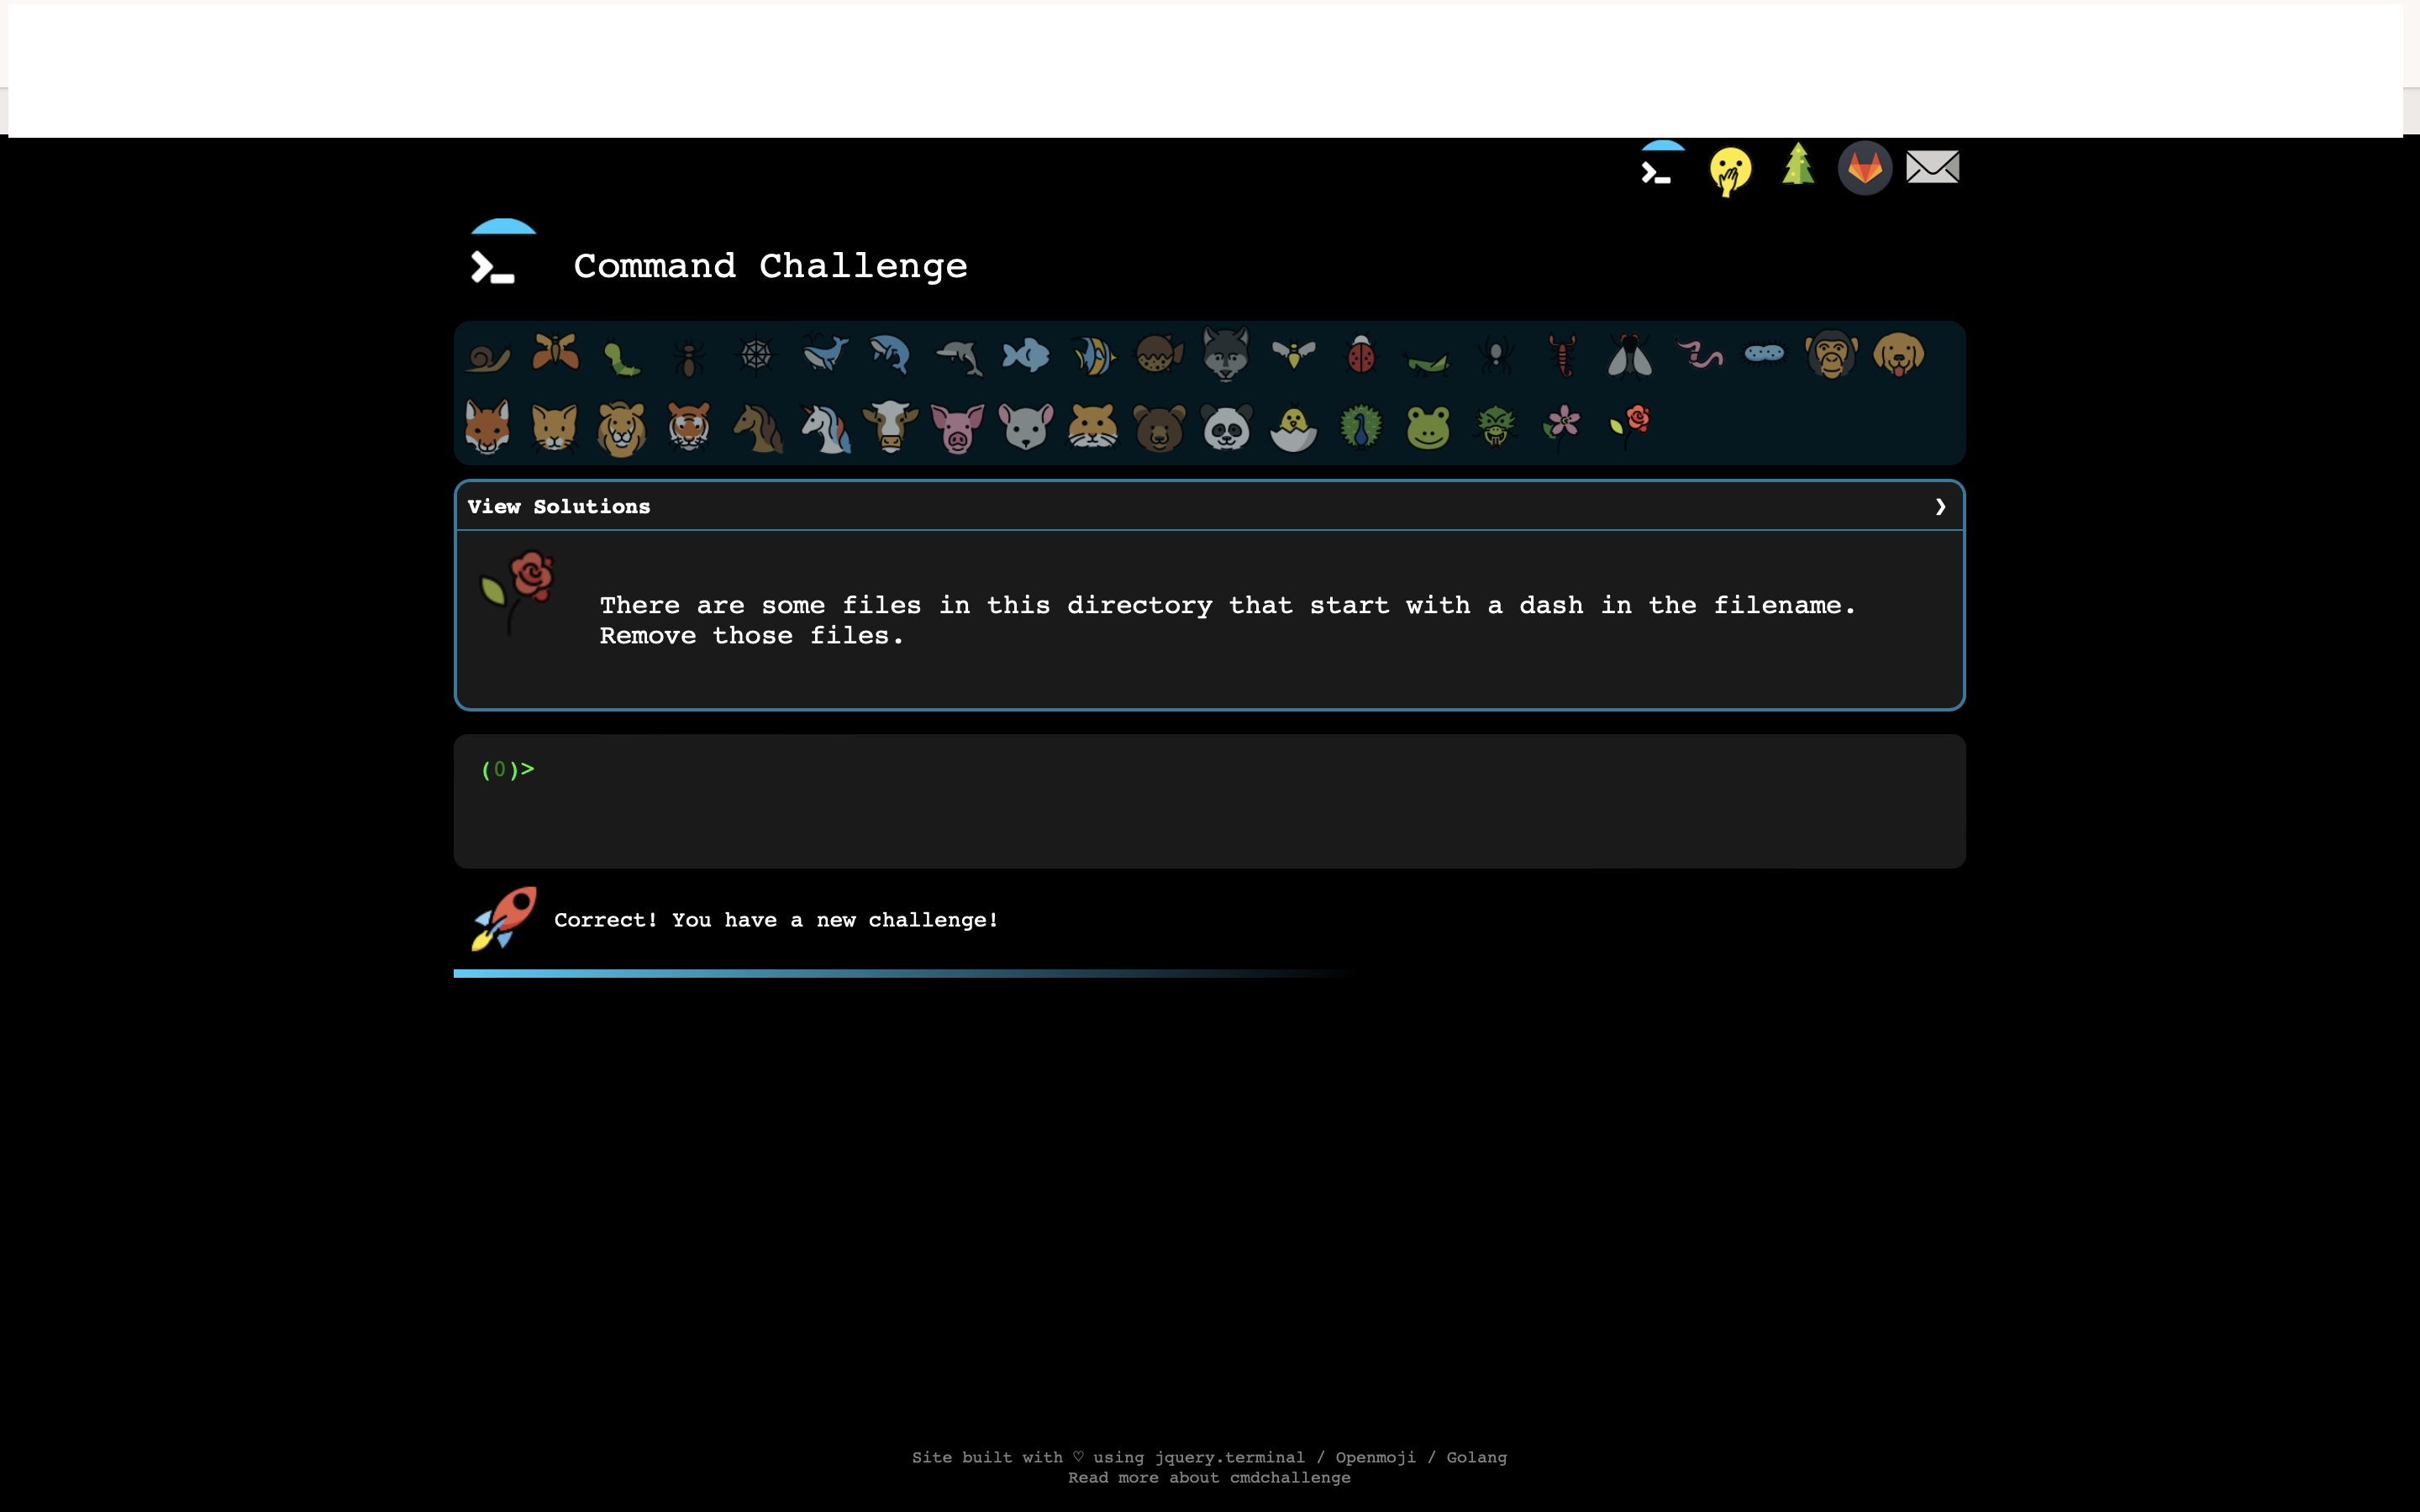 Command Challenge
View Solutions ❯
There are some files in this directory that start with a dash in the filename.
Remove those files.
(0)>
Correct! You have a new challenge!
Site built with ♡ using jquery.terminal / Openmoji / Golang
Read more about cmdchallenge